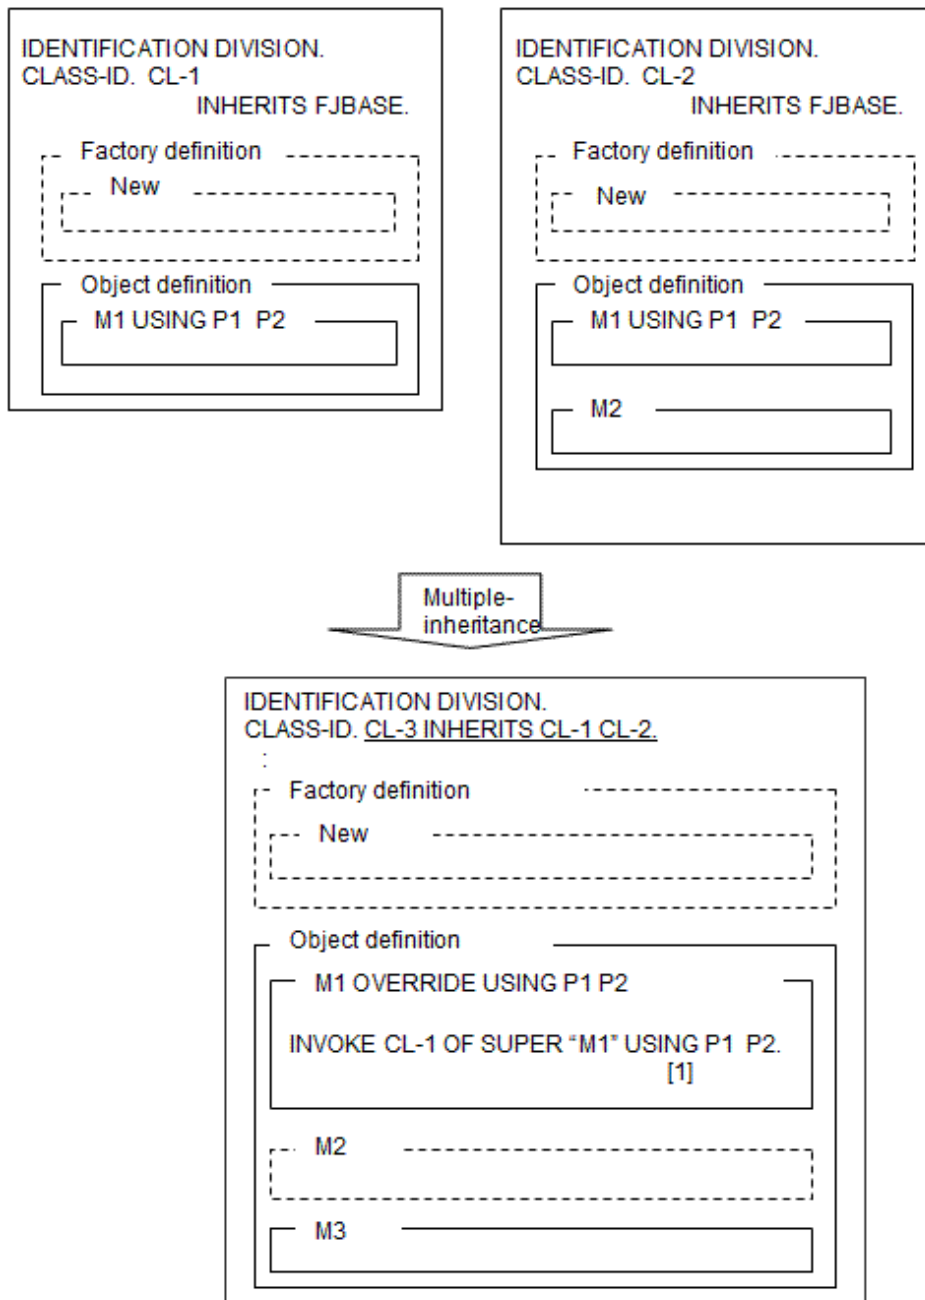 IDENTIFICATION DIVISION.
CLASS-ID. CL-1
INHERITS FJBASE.
Factory definition
New
Object definition
M1 USING P1 P2
IDENTIFICATION DIVISION.
CLASS-ID. CL-2
INHERITS FJBASE.
Factory definition
New
Object definition
M1 USING P1 P2
M2
Multiple-
inheritance
IDENTIFICATION DIVISION.
CLASS-ID. CL-3 INHERITS CL-1 CL-2.
:
Factory definition
New
Object definition
M1 OVERRIDE USING P1 P2
INVOKE CL-1 OF SUPER “M1” USING P1 P2.
[1]
M2
M3